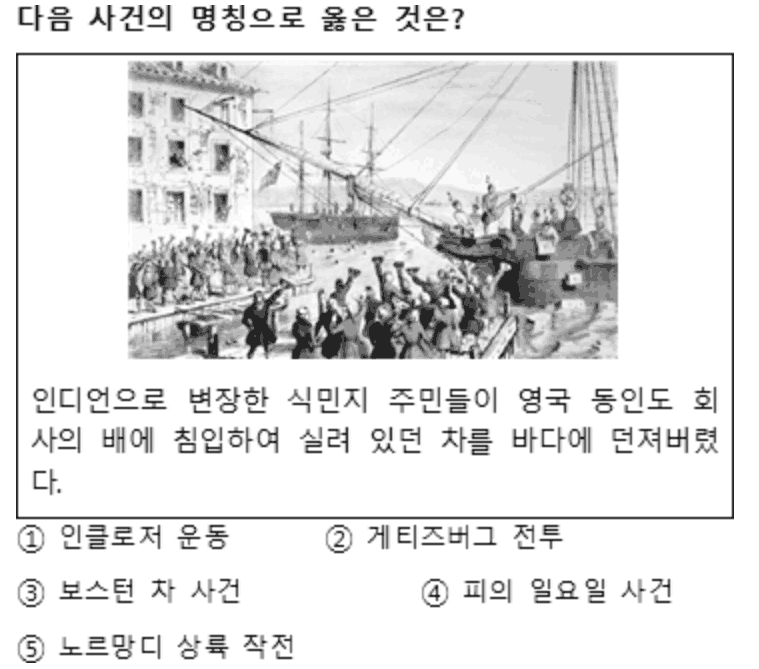 다음 사건의 명칭으로 옳은 것은?
인디언으로 변장한 식민지 주민들이 영국 동인도 회
사의 배에 침입하여 실려 있던 차를 바다에 던져버렸
다.
① 인클로저 운동 ② 게티즈버그 전투
③ 보스턴 차 사건 ④ 피의 일요일 사건
⑤ 노르망디 상륙 작전